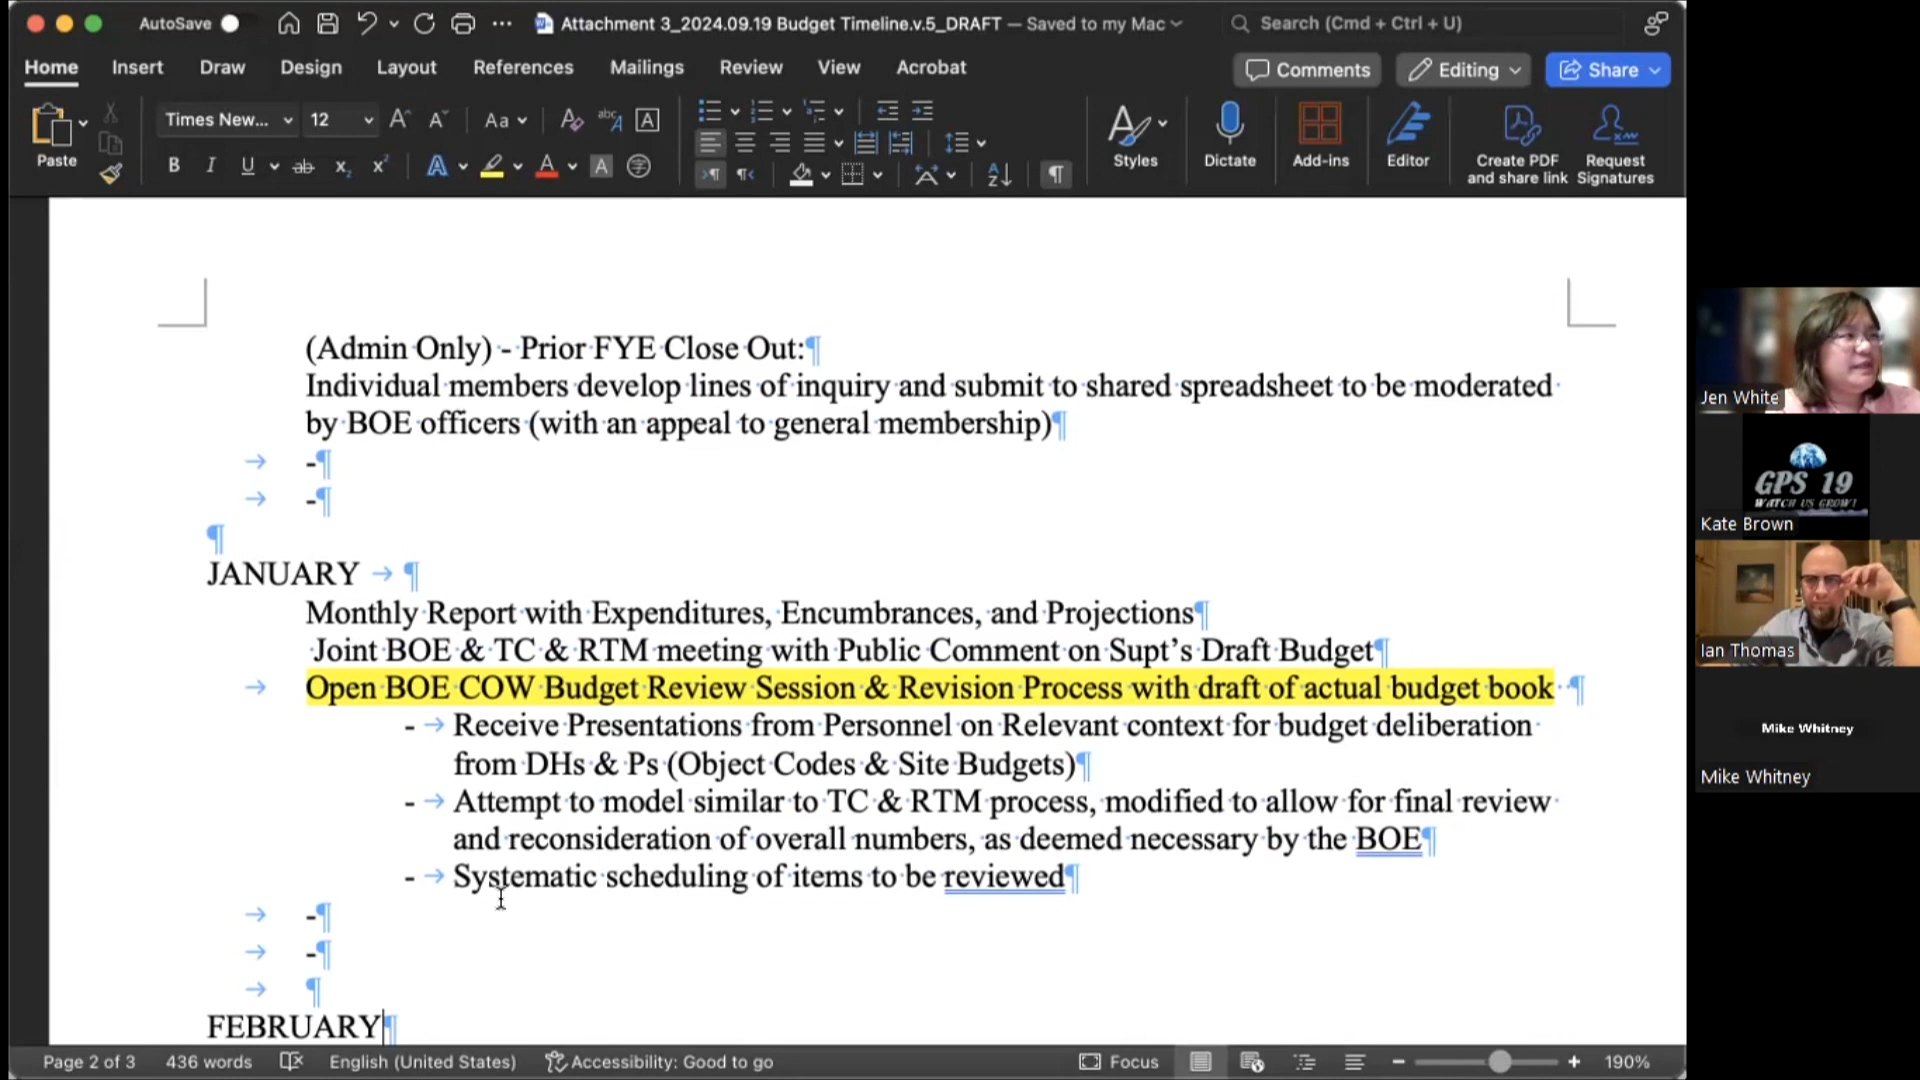 AutoSave
Attachment 3_2024.09.19 Budget Timeline.v.5_DRAFT — Saved to my Mac
Search (Cmd + Ctrl + U)
Home Insert Draw Design Layout References Mailings Review View Acrobat
Comments Editing Share
Paste
Times New... 12
Aa
Styles
Dictate
Add-ins
Editor
Create PDF and share link
Request Signatures
(Admin Only) - Prior FYE Close Out:¶
Individual members develop lines of inquiry and submit to shared spreadsheet to be moderated
by BOE officers (with an appeal to general membership)¶
→ -¶
→ -¶
¶
JANUARY → ¶
Monthly Report with Expenditures, Encumbrances, and Projections¶
Joint BOE & TC & RTM meeting with Public Comment on Supt’s Draft Budget¶
→ Open BOE COW Budget Review Session & Revision Process with draft of actual budget book ¶
- → Receive Presentations from Personnel on Relevant context for budget deliberation
from DHs & Ps (Object Codes & Site Budgets)¶
- → Attempt to model similar to TC & RTM process, modified to allow for final review
and reconsideration of overall numbers, as deemed necessary by the BOE¶
- → Systematic scheduling of items to be reviewed¶
→ -¶
→ -¶
→ ¶
FEBRUARY¶
Page 2 of 3 436 words English (United States) Accessibility: Good to go Focus 190%
Jen White
GPS 19
WATCH US GROW!
Kate Brown
Ian Thomas
Mike Whitney
Mike Whitney